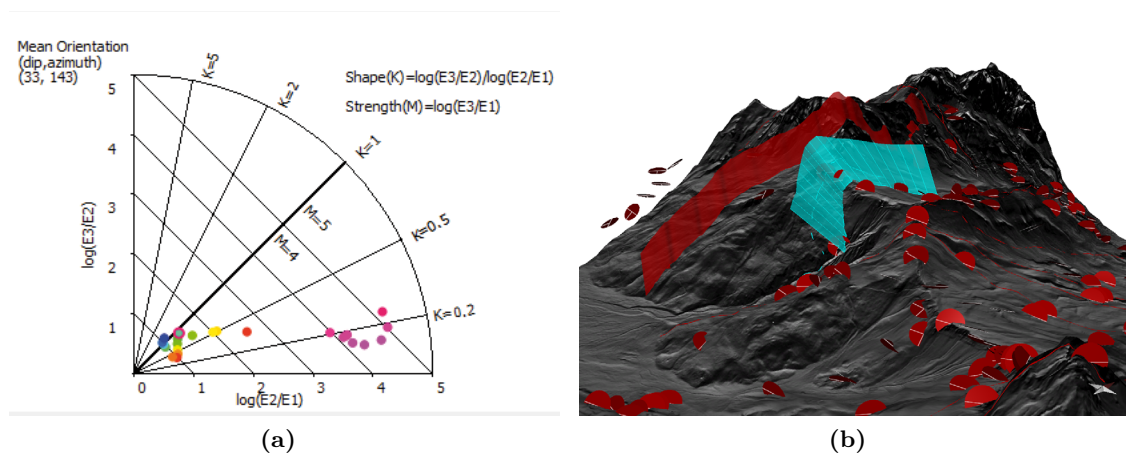 Mean Orientation
(dip,azimuth)
(33, 143)
Shape(K)=log(E3/E2)/log(E2/E1)
Strength(M)=log(E3/E1)
K=5
K=2
K=1
K=0.5
K=0.2
M=5
M=4
5
4
3
2
1
log(E3/E2)
0 1 2 3 4 5
log(E2/E1)
(a) (b)